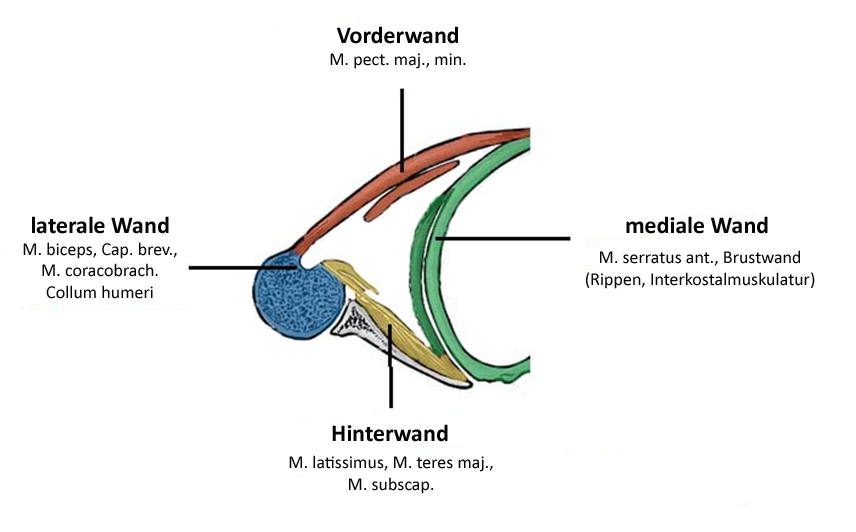 Vorderwand
M. pect. maj., min.
laterale Wand
M. biceps, Cap. brev.,
M. coracobrach.
Collum humeri
mediale Wand
M. serratus ant., Brustwand
(Rippen, Interkostalmuskulatur)
Hinterwand
M. latissimus, M. teres maj.,
M. subscap.